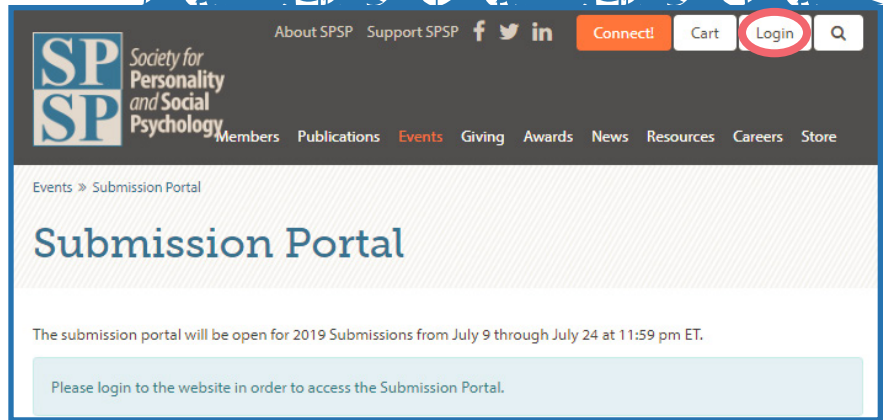 About SPSP Support SPSP f in Connect! Cart Login
SP Society for
Personality
SP and Social
Psychology
Members Publications Events Giving Awards News Resources Careers Store
Events » Submission Portal
Submission Portal
The submission portal will be open for 2019 Submissions from July 9 through July 24 at 11:59 pm ET.
Please login to the website in order to access the Submission Portal.